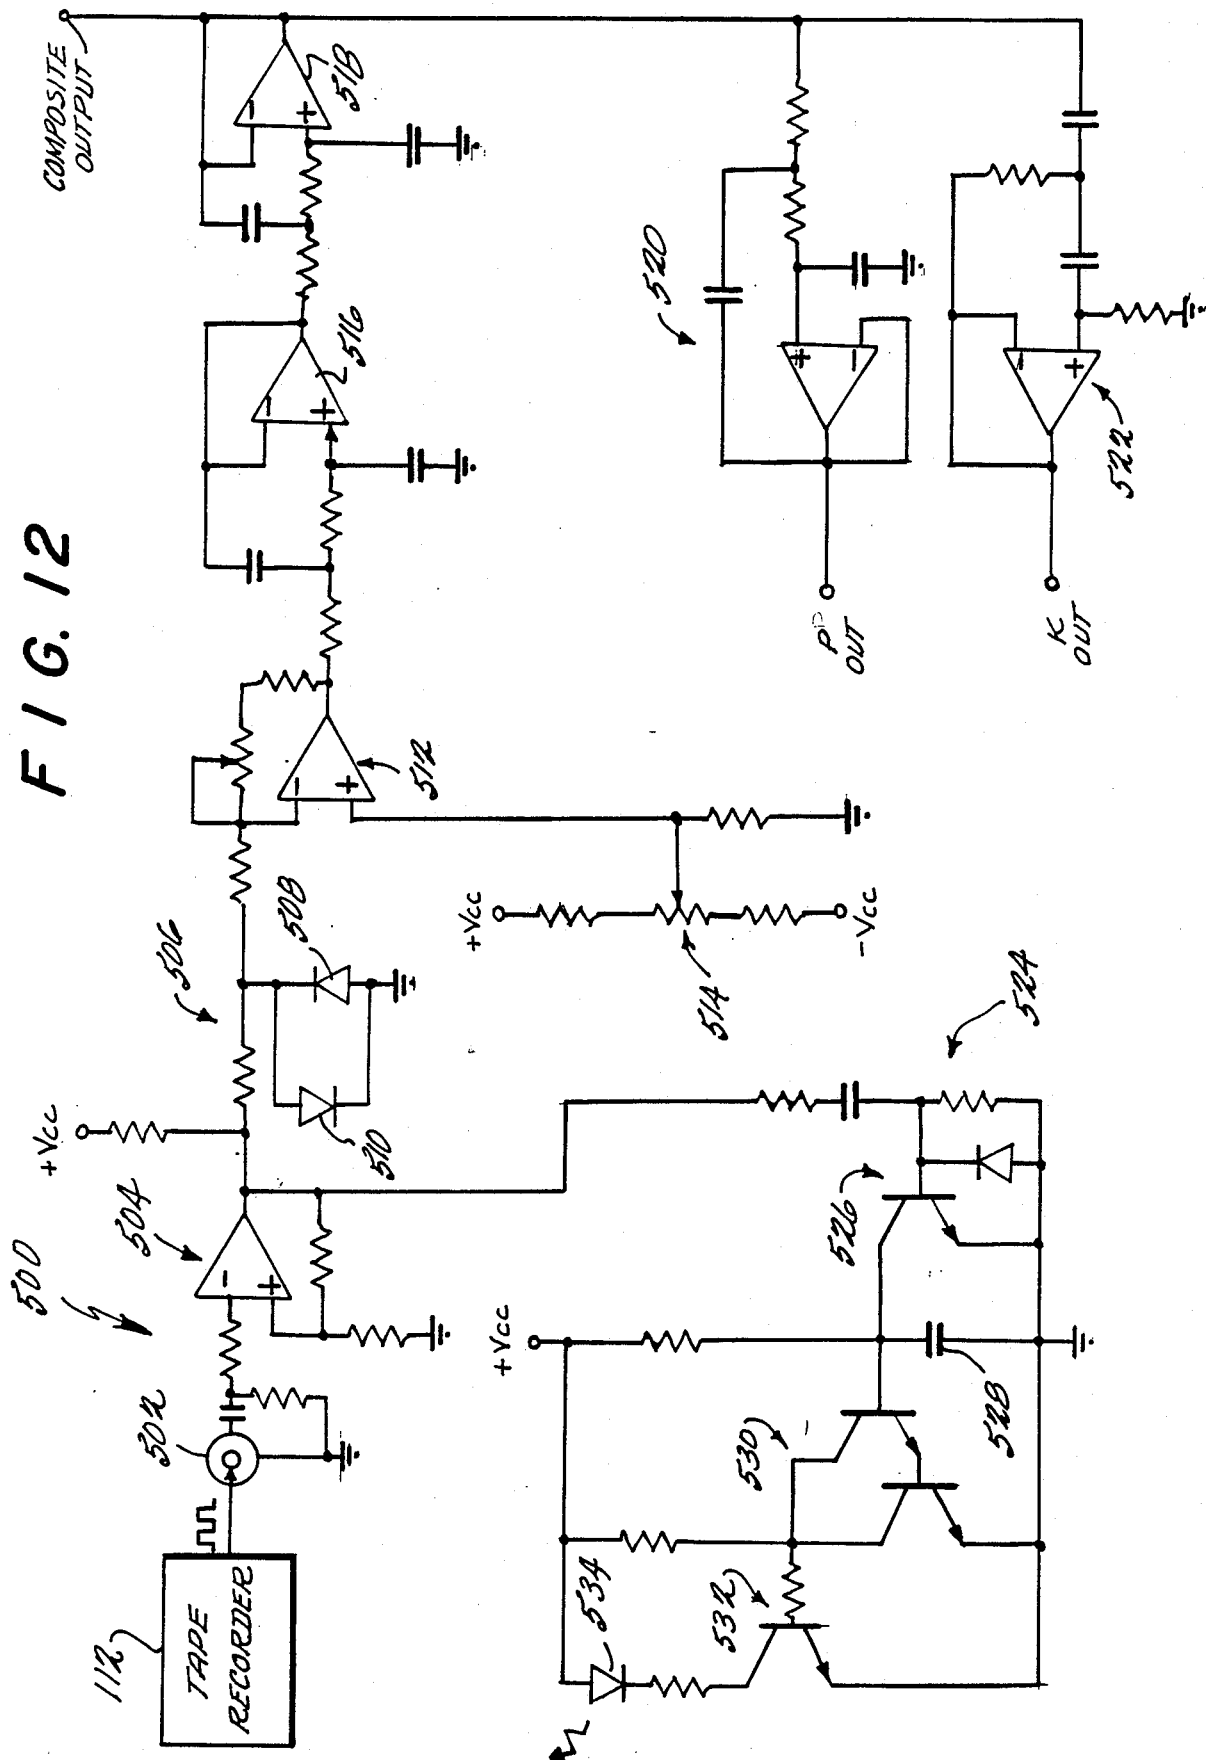 FIG. 12
COMPOSITE
OUTPUT
500
504
502
+Vcc
506
508
510
512
514
+Vcc
-Vcc
516
518
520
522
P
OUT
K
OUT
112
TAPE
RECORDER
+Vcc
524
526
528
530
532
534
-
+
-
+
-
+
-
+
+
-
-
+